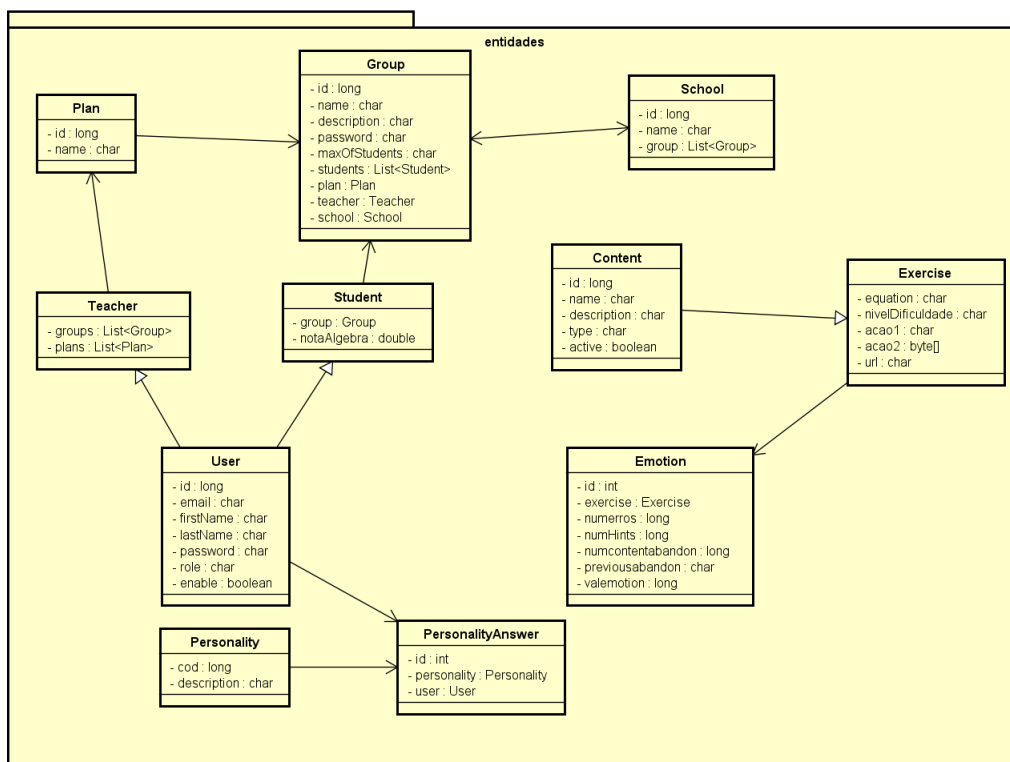 entidades
Group
- id : long
- name : char
- description : char
- password : char
- maxOfStudents : char
- students : List<Student>
- plan : Plan
- teacher : Teacher
- school : School
School
- id : long
- name : char
- group : List<Group>
Plan
- id : long
- name : char
Content
- id : long
- name : char
- description : char
- type : char
- active : boolean
Exercise
- equation : char
- nivelDificuldade : char
- acao1 : char
- acao2 : byte[]
- url : char
Teacher
- groups : List<Group>
- plans : List<Plan>
Student
- group : Group
- notaAlgebra : double
User
- id : long
- email : char
- firstName : char
- lastName : char
- password : char
- role : char
- enable : boolean
Emotion
- id : int
- exercise : Exercise
- numerros : long
- numHints : long
- numcontentabandon : long
- previousabandon : char
- valemotion : long
Personality
- cod : long
- description : char
PersonalityAnswer
- id : int
- personality : Personality
- user : User